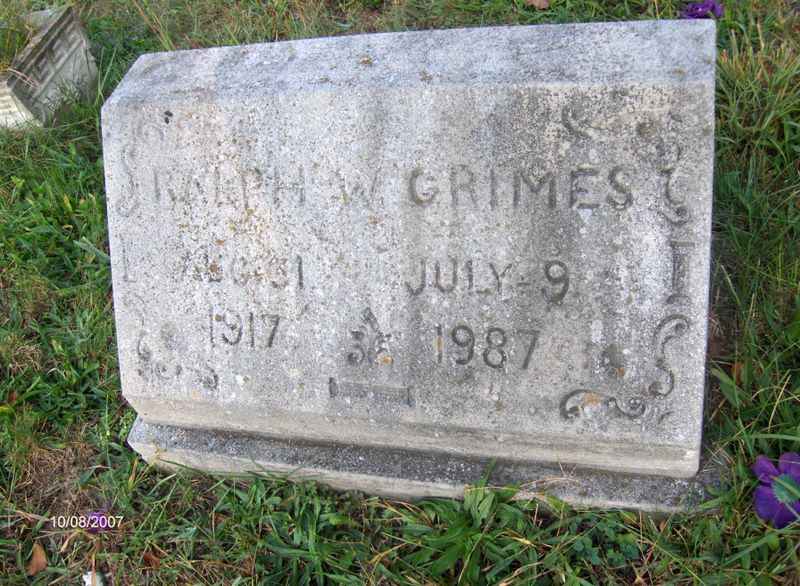 RALPH W GRIMES
AUG-31 JULY-9
1917 1987
10/08/2007